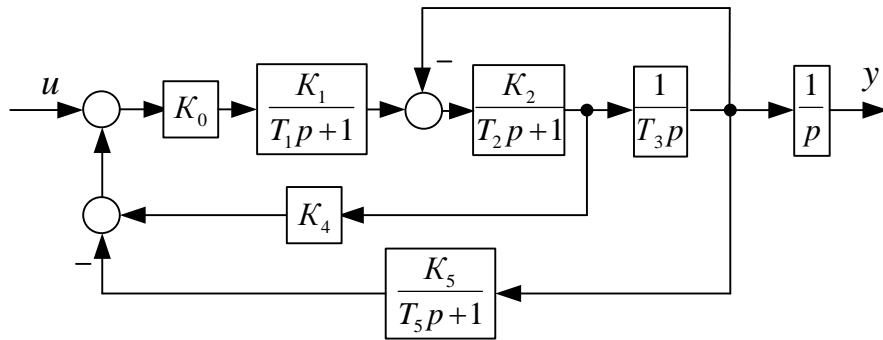 u
K₀
K₁
T₁p+1
−
K₂
T₂p+1
1
T₃p
1
p
y
K₄
−
K₅
T₅p+1